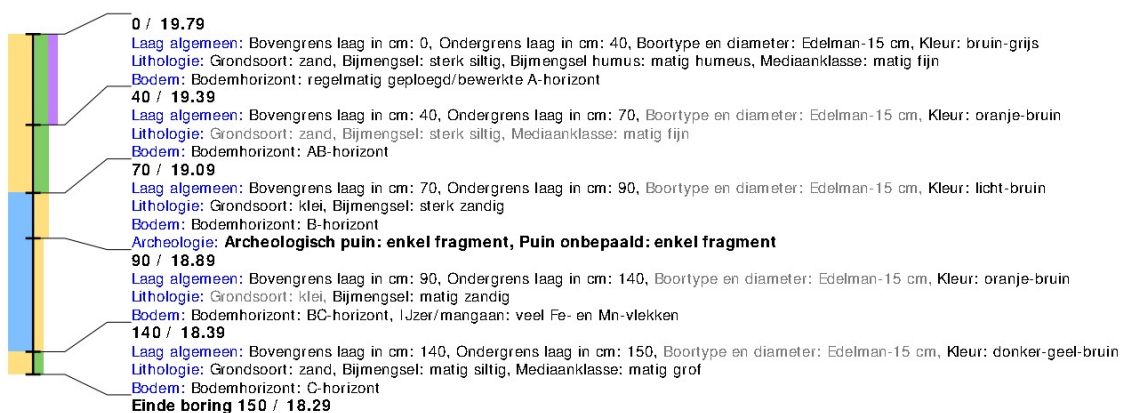 0 / 19.79
Laag algemeen: Bovengrens laag in cm: 0, Ondergrens laag in cm: 40, Boortype en diameter: Edelman-15 cm, Kleur: bruin-grijs
Lithologie: Grondsoort: zand, Bijmengsel: sterk siltig, Bijmengsel humus: matig humeus, Mediaanklasse: matig fijn
Bodem: Bodemhorizont: regelmatig geploegd/bewerkte A-horizont
40 / 19.39
Laag algemeen: Bovengrens laag in cm: 40, Ondergrens laag in cm: 70, Boortype en diameter: Edelman-15 cm, Kleur: oranje-bruin
Lithologie: Grondsoort: zand, Bijmengsel: sterk siltig, Mediaanklasse: matig fijn
Bodem: Bodemhorizont: AB-horizont
70 / 19.09
Laag algemeen: Bovengrens laag in cm: 70, Ondergrens laag in cm: 90, Boortype en diameter: Edelman-15 cm, Kleur: licht-bruin
Lithologie: Grondsoort: klei, Bijmengsel: sterk zandig
Bodem: Bodemhorizont: B-horizont
Archeologie: Archeologisch puin: enkel fragment, Puin onbepaald: enkel fragment
90 / 18.89
Laag algemeen: Bovengrens laag in cm: 90, Ondergrens laag in cm: 140, Boortype en diameter: Edelman-15 cm, Kleur: oranje-bruin
Lithologie: Grondsoort: klei, Bijmengsel: matig zandig
Bodem: Bodemhorizont: BC-horizont, IJzer/mangaan: veel Fe- en Mn-vlekken
140 / 18.39
Laag algemeen: Bovengrens laag in cm: 140, Ondergrens laag in cm: 150, Boortype en diameter: Edelman-15 cm, Kleur: donker-geel-bruin
Lithologie: Grondsoort: zand, Bijmengsel: matig siltig, Mediaanklasse: matig grof
Bodem: Bodemhorizont: C-horizont
Einde boring 150 / 18.29